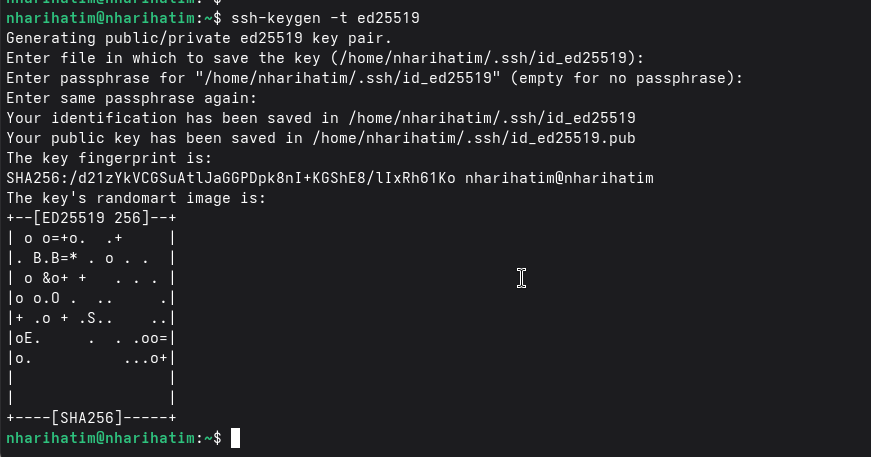 nharihatim@nharihatim:~$ ssh-keygen -t ed25519
Generating public/private ed25519 key pair.
Enter file in which to save the key (/home/nharihatim/.ssh/id_ed25519):
Enter passphrase for "/home/nharihatim/.ssh/id_ed25519" (empty for no passphrase):
Enter same passphrase again:
Your identification has been saved in /home/nharihatim/.ssh/id_ed25519
Your public key has been saved in /home/nharihatim/.ssh/id_ed25519.pub
The key fingerprint is:
SHA256:/d21zYkVCGSuAtlJaGGPDpk8nI+KGShE8/lIxRh61Ko nharihatim@nharihatim
The key's randomart image is:
+--[ED25519 256]--+
| o o=+o.  .+     |
|. B.B=* . o . .  |
| o &o+ +   . . . |
|o o.O .  ..     .|
|+ .o + .S..    ..|
|oE.     .  . .oo=|
|o.          ...o+|
|                 |
|                 |
+----[SHA256]-----+
nharihatim@nharihatim:~$